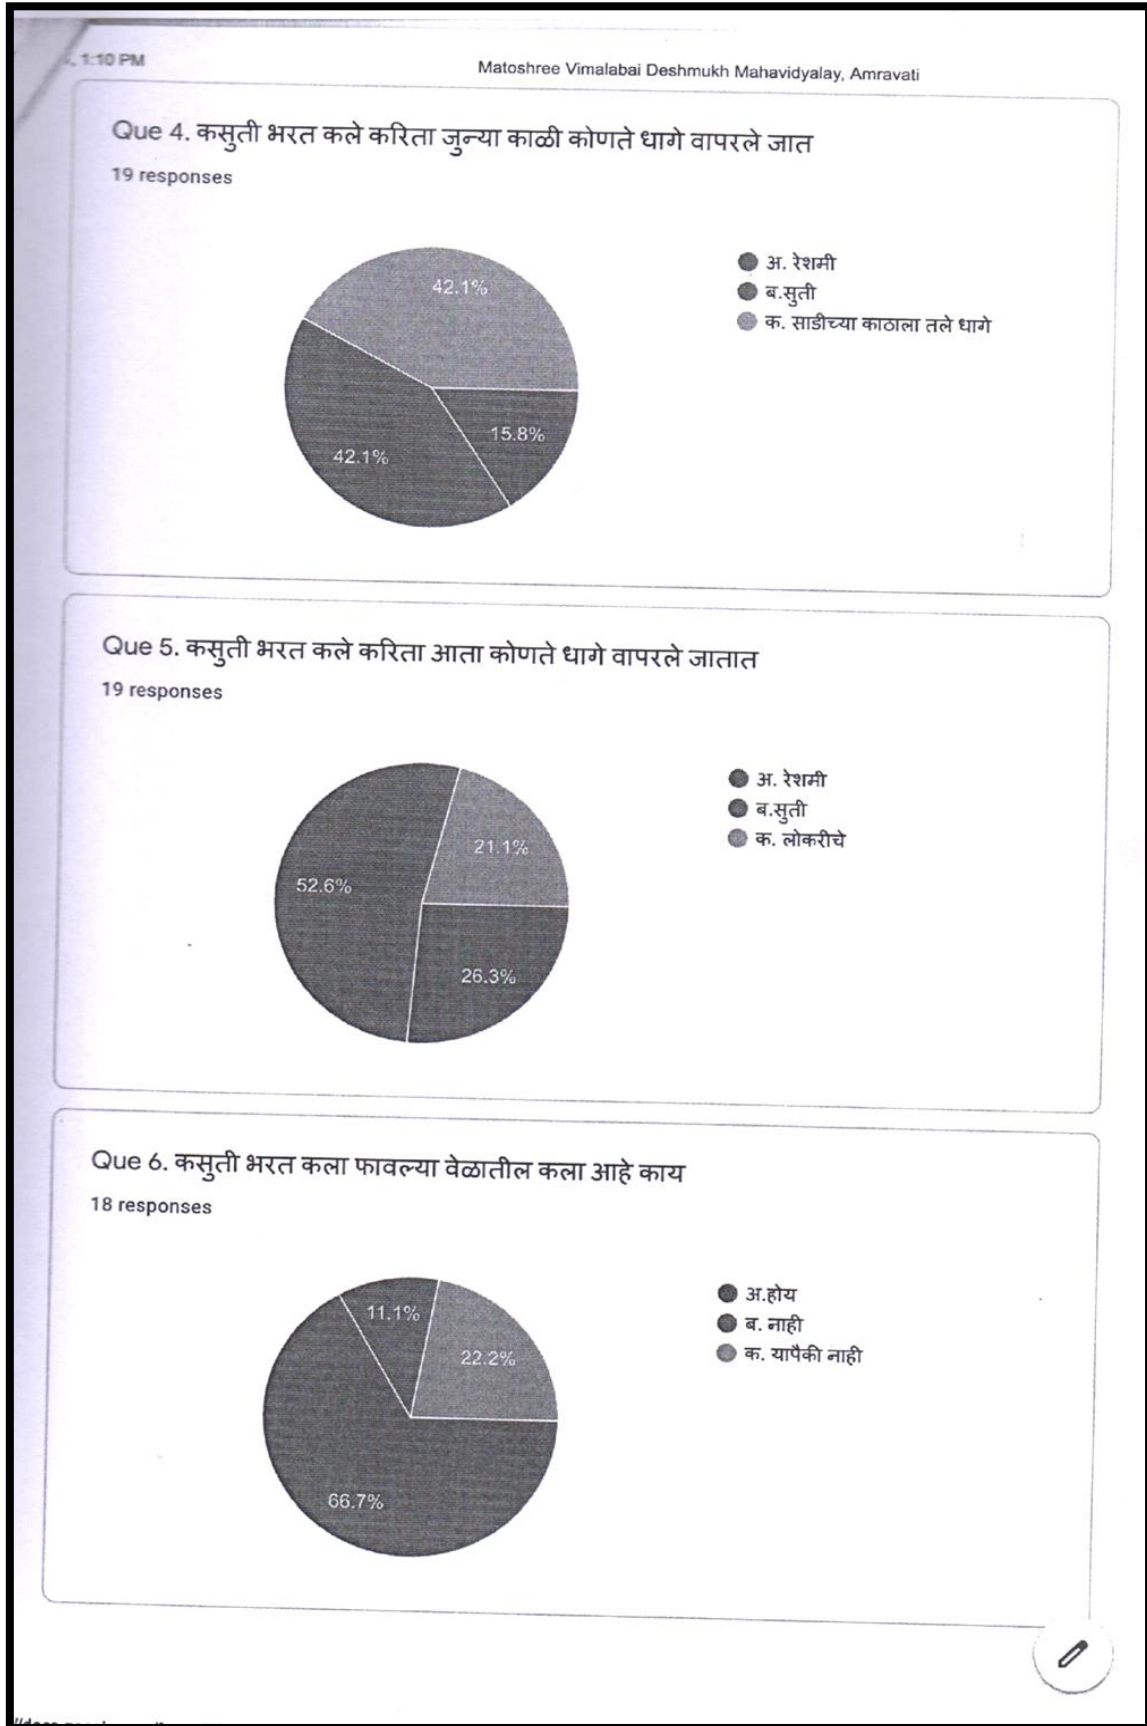 1:10 PM
Matoshree Vimalabai Deshmukh Mahavidyalay, Amravati
Que 4. कसुती भरत कले करिता जुन्या काळी कोणते धागे वापरले जात
19 responses
42.1%
15.8%
42.1%
अ. रेशमी
ब.सुती
क. साडीच्या काठाला तले धागे
Que 5. कसुती भरत कले करिता आता कोणते धागे वापरले जातात
19 responses
21.1%
52.6%
26.3%
अ. रेशमी
ब.सुती
क. लोकरीचे
Que 6. कसुती भरत कला फावल्या वेळातील कला आहे काय
18 responses
11.1%
22.2%
66.7%
अ.होय
ब. नाही
क. यापैकी नाही